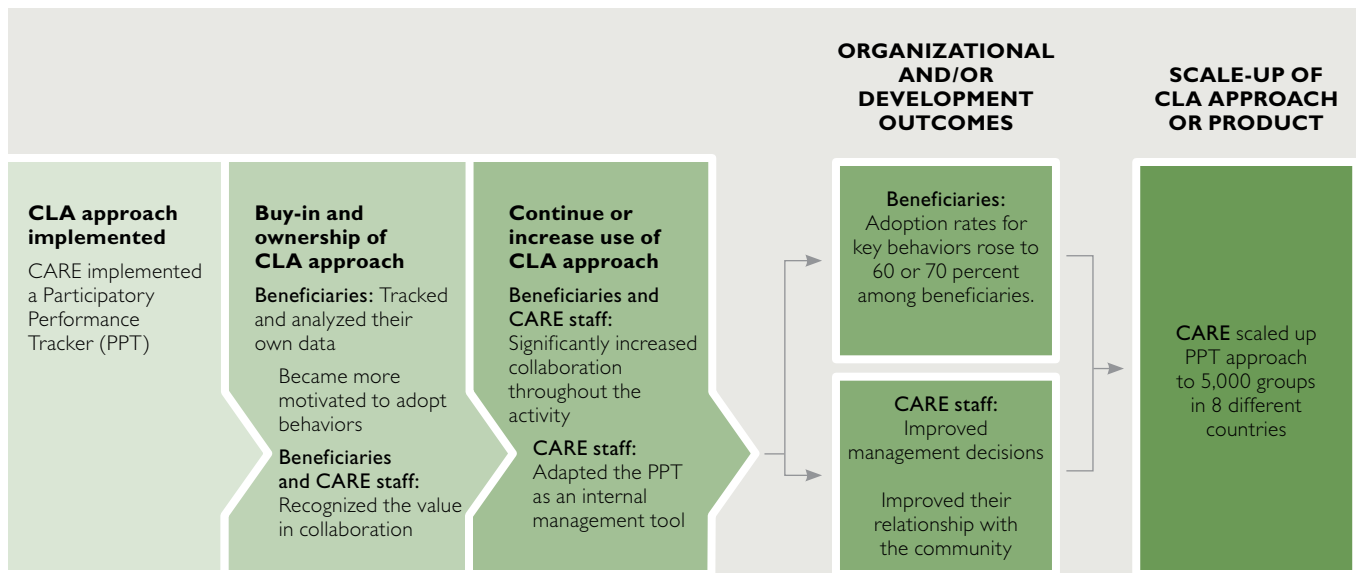 CLA approach
implemented
CARE implemented
a Participatory
Performance
Tracker (PPT)
Buy-in and
ownership of
CLA approach
Beneficiaries: Tracked
and analyzed their
own data
Became more
motivated to adopt
behaviors
Beneficiaries
and CARE staff:
Recognized the value
in collaboration
Continue or
increase use of
CLA approach
Beneficiaries and
CARE staff:
Significantly increased
collaboration
throughout the
activity
CARE staff:
Adapted the PPT
as an internal
management tool
ORGANIZATIONAL
AND/OR
DEVELOPMENT
OUTCOMES
Beneficiaries:
Adoption rates for
key behaviors rose to
60 or 70 percent
among beneficiaries.
CARE staff:
Improved
management decisions
Improved their
relationship with
the community
SCALE-UP OF
CLA APPROACH
OR PRODUCT
CARE scaled up
PPT approach
to 5,000 groups
in 8 different
countries